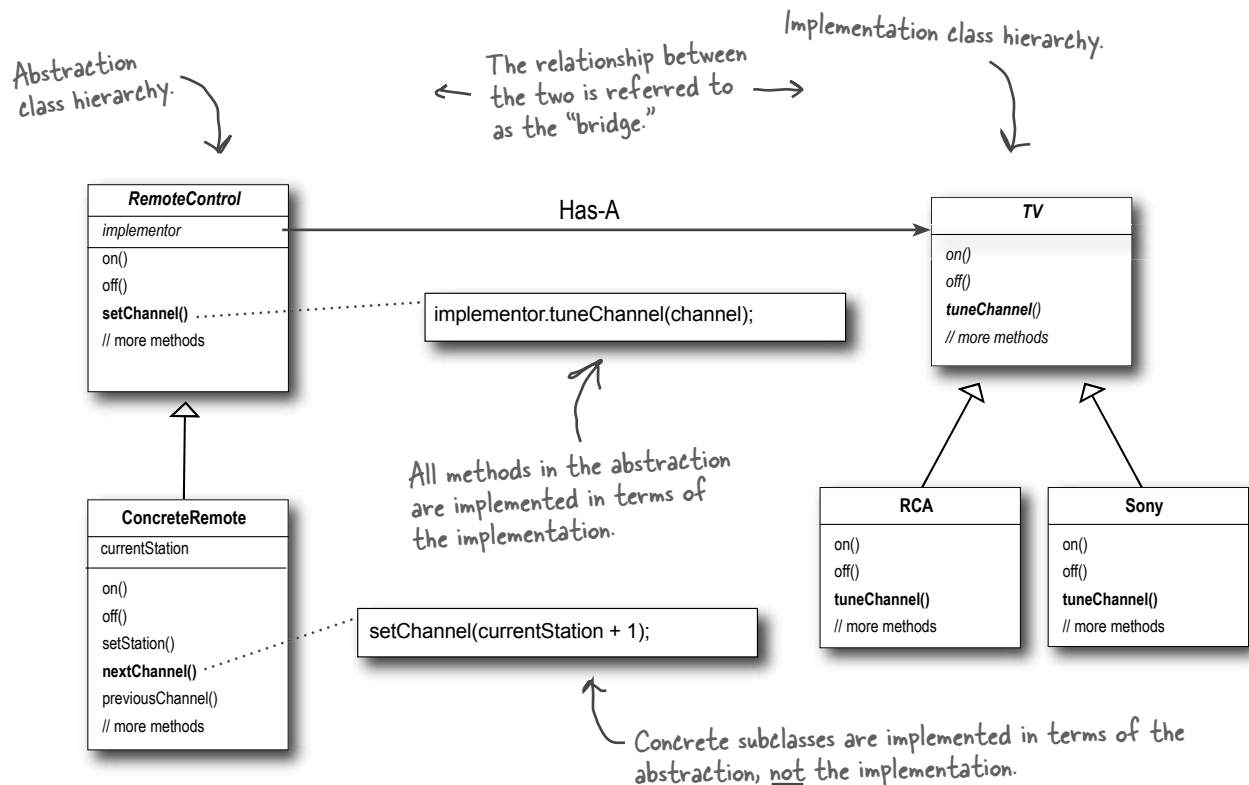 Abstraction
class hierarchy.
The relationship between
the two is referred to
as the “bridge.”
Implementation class hierarchy.
RemoteControl
implementor
on()
off()
setChannel()
// more methods
Has-A
TV
on()
off()
tuneChannel()
// more methods
implementor.tuneChannel(channel);
All methods in the abstraction
are implemented in terms of
the implementation.
ConcreteRemote
currentStation
on()
off()
setStation()
nextChannel()
previousChannel()
// more methods
setChannel(currentStation + 1);
RCA
on()
off()
tuneChannel()
// more methods
Sony
on()
off()
tuneChannel()
// more methods
Concrete subclasses are implemented in terms of the
abstraction, not the implementation.